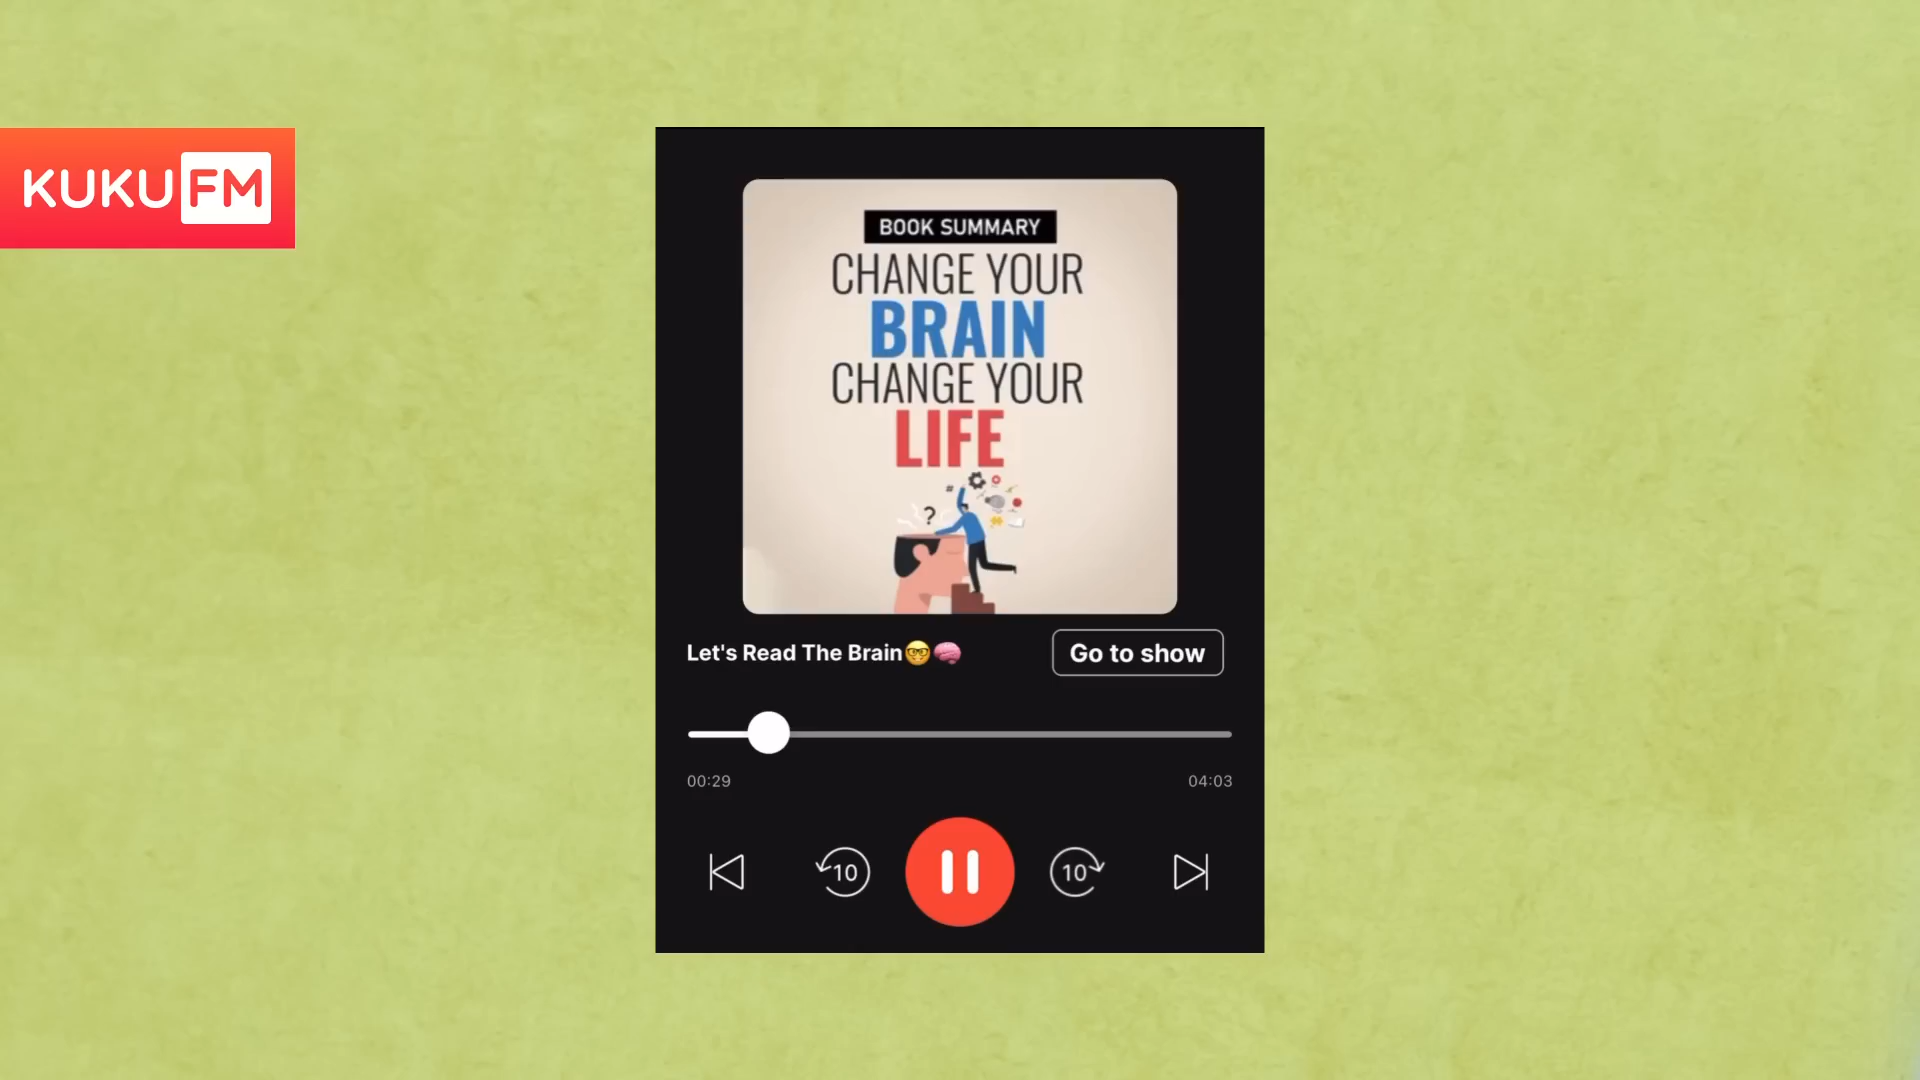 KUKU FM
BOOK SUMMARY
CHANGE YOUR
BRAIN
CHANGE YOUR
LIFE
?
Let's Read The Brain🤓🧠
Go to show
00:29
04:03
10
10